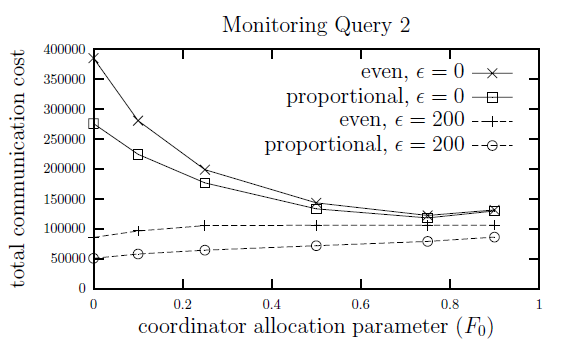 Monitoring Query 2
total communication cost
400000
350000
300000
250000
200000
150000
100000
50000
0
even, ϵ = 0
proportional, ϵ = 0
even, ϵ = 200
proportional, ϵ = 200
0 0.2 0.4 0.6 0.8 1
coordinator allocation parameter (F₀)